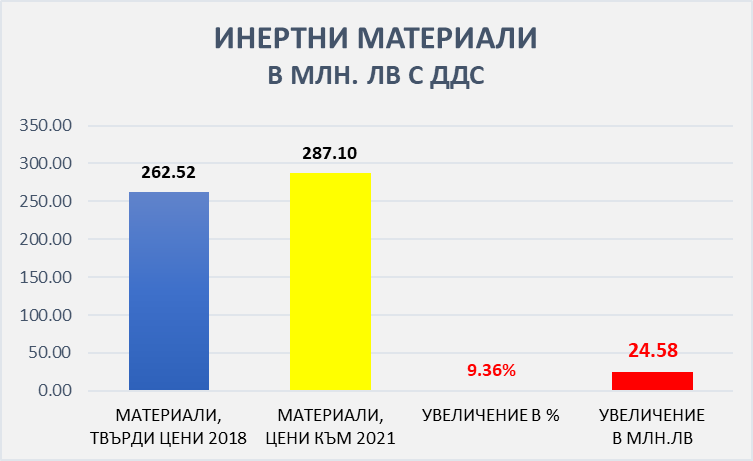 ИНЕРТНИ МАТЕРИАЛИ
В МЛН. ЛВ С ДДС
350.00
300.00
250.00
200.00
150.00
100.00
50.00
0.00
262.52
287.10
9.36%
24.58
МАТЕРИАЛИ,
ТВЪРДИ ЦЕНИ 2018
МАТЕРИАЛИ,
ЦЕНИ КЪМ 2021
УВЕЛИЧЕНИЕ В %
УВЕЛИЧЕНИЕ
В МЛН.ЛВ